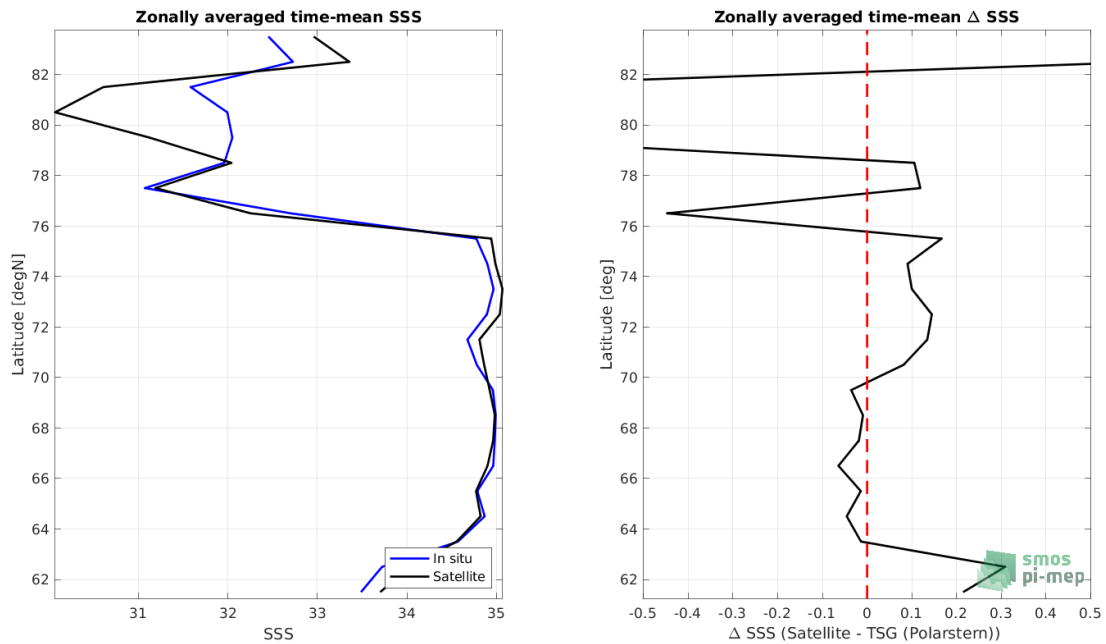 Zonally averaged time-mean SSS
82
80
78
76
74
72
70
68
66
64
62
Latitude [degN]
In situ
Satellite
31 32 33 34 35
SSS
Zonally averaged time-mean Δ SSS
82
80
78
76
74
72
70
68
66
64
62
Latitude [deg]
smos
pi-mep
-0.5 -0.4 -0.3 -0.2 -0.1 0 0.1 0.2 0.3 0.4 0.5
Δ SSS (Satellite - TSG (Polarstern))